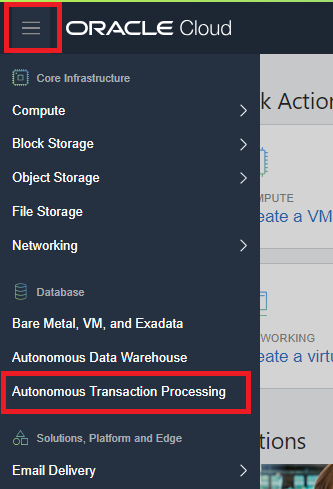 ORACLE Cloud
Core Infrastructure
Compute
Block Storage
Object Storage
File Storage
Networking
Database
Bare Metal, VM, and Exadata
Autonomous Data Warehouse
Autonomous Transaction Processing
Solutions, Platform and Edge
Email Delivery
k Action
MPUTE
eate a VM
WORKING
eate a virtu
tions